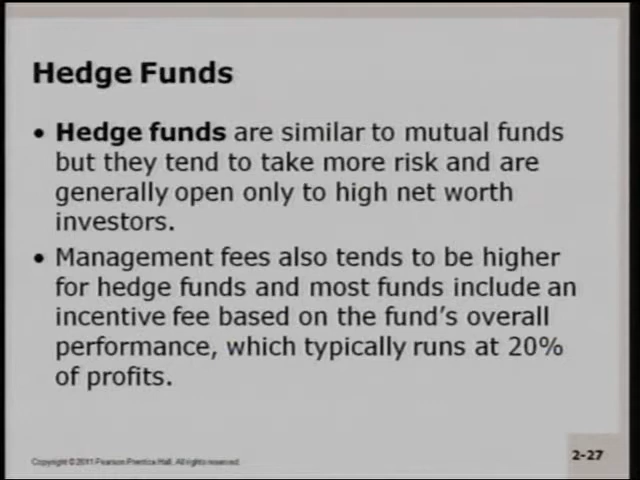 Hedge Funds
• Hedge funds are similar to mutual funds
but they tend to take more risk and are
generally open only to high net worth
investors.
• Management fees also tends to be higher
for hedge funds and most funds include an
incentive fee based on the fund's overall
performance, which typically runs at 20%
of profits.
Copyright © 2011 Pearson Prentice Hall. All rights reserved.
2-27